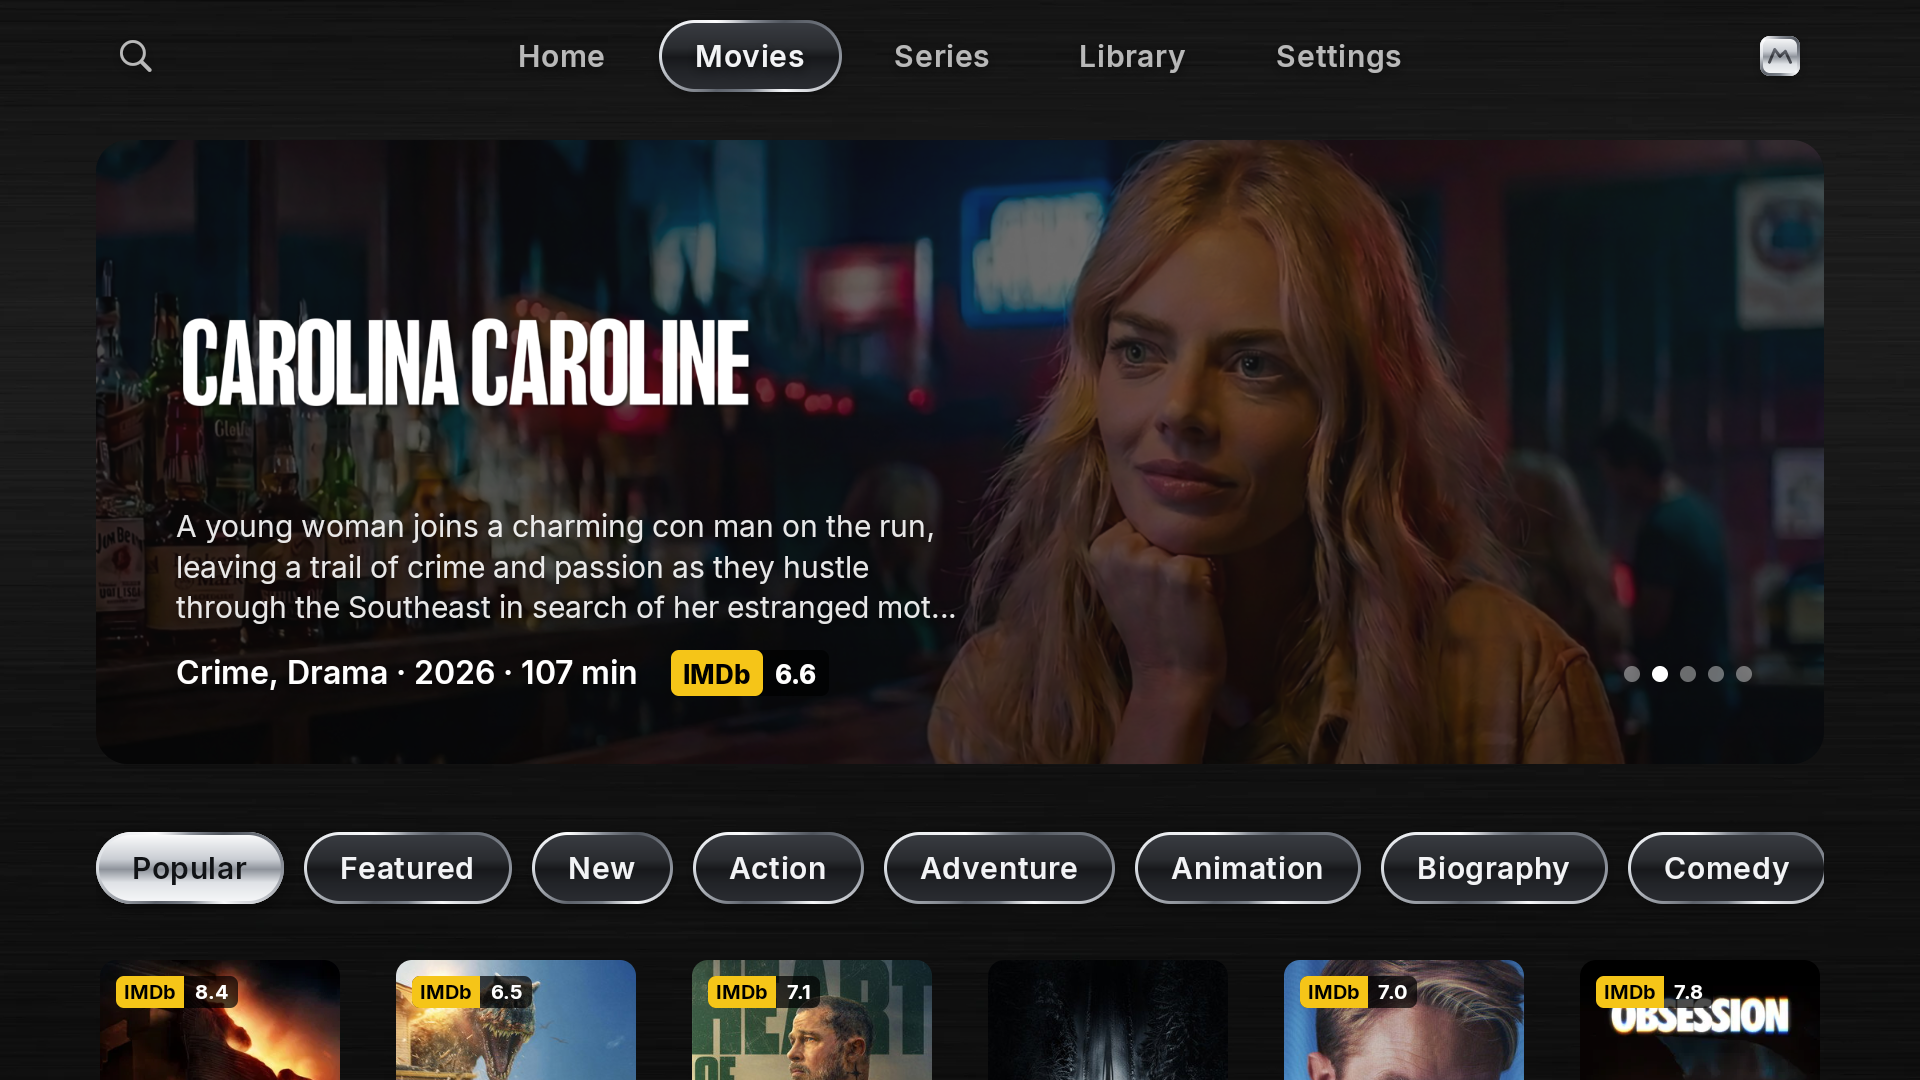 Home
Movies
Series
Library
Settings
CAROLINA CAROLINE
A young woman joins a charming con man on the run,
leaving a trail of crime and passion as they hustle
through the Southeast in search of her estranged mot...
Crime, Drama · 2026 · 107 min
IMDb 6.6
Popular
Featured
New
Action
Adventure
Animation
Biography
Comedy
IMDb 8.4
IMDb 6.5
IMDb 7.1
HEART
OF
IMDb 7.0
IMDb 7.8
OBSESSION